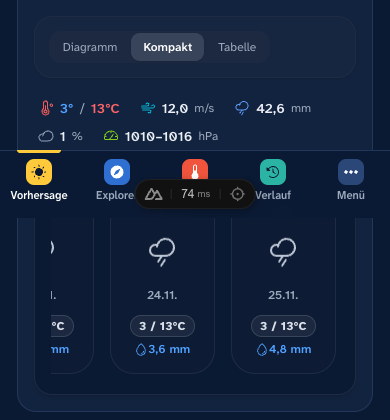 Diagramm Kompakt Tabelle
3° / 13°C 12,0 m/s 42,6 mm
1 % 1010–1016 hPa
74 ms
Vorhersage Explore Verlauf Menü
24.11. 25.11.
°C 3 / 13°C 3 / 13°C
mm 3,6 mm 4,8 mm